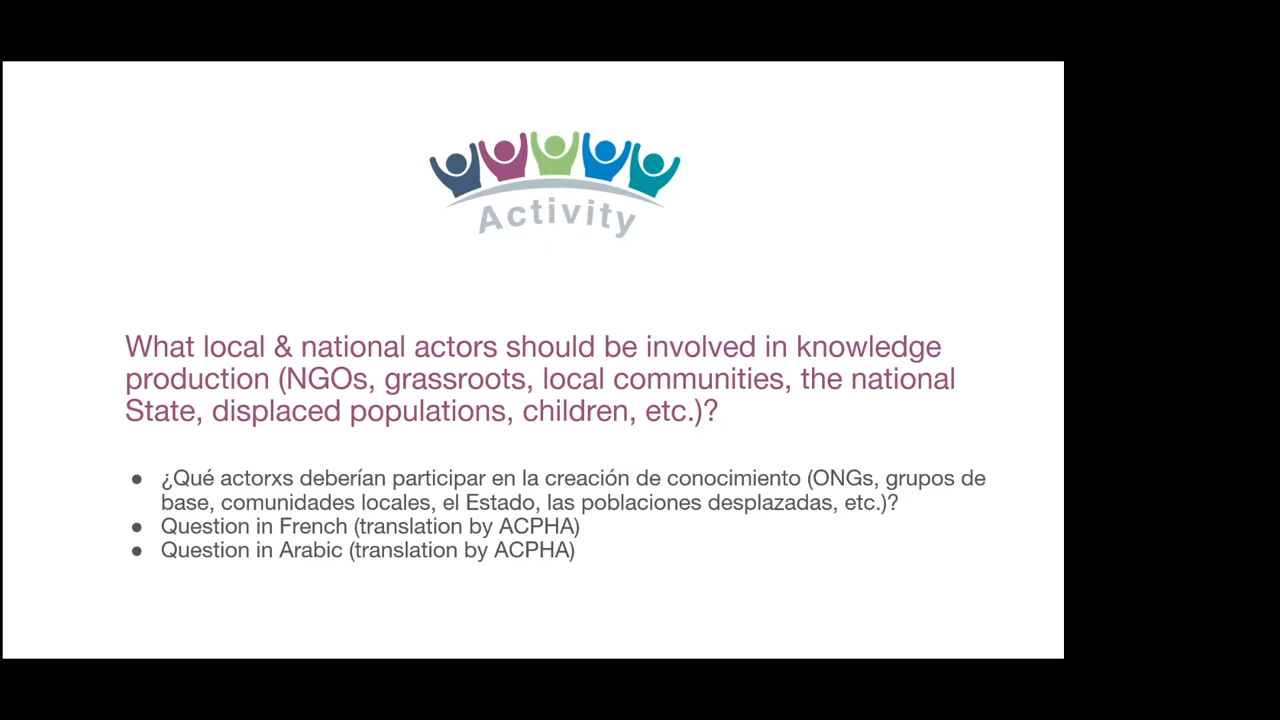 Activity
What local & national actors should be involved in knowledge
production (NGOs, grassroots, local communities, the national
State, displaced populations, children, etc.)?
● ¿Qué actorxs deberían participar en la creación de conocimiento (ONGs, grupos de
base, comunidades locales, el Estado, las poblaciones desplazadas, etc.)?
● Question in French (translation by ACPHA)
● Question in Arabic (translation by ACPHA)